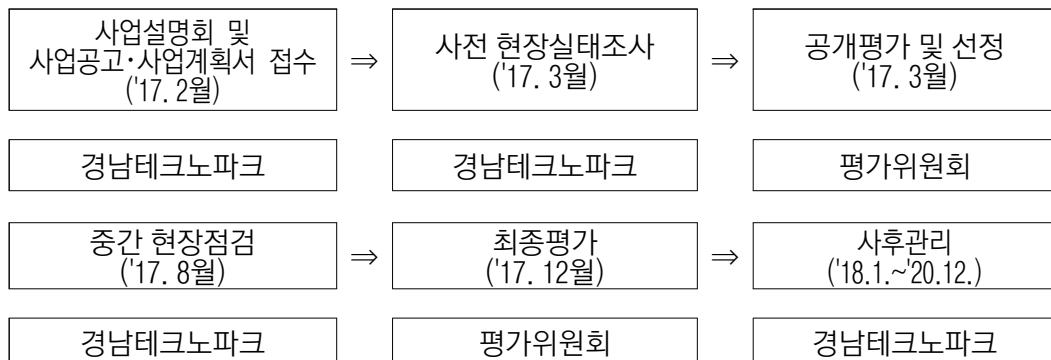 사업설명회 및
사업공고·사업계획서 접수
('17. 2월)
⇒
사전 현장실태조사
('17. 3월)
⇒
공개평가 및 선정
('17. 3월)
경남테크노파크
경남테크노파크
평가위원회
중간 현장점검
('17. 8월)
⇒
최종평가
('17. 12월)
⇒
사후관리
('18.1.~'20.12.)
경남테크노파크
평가위원회
경남테크노파크